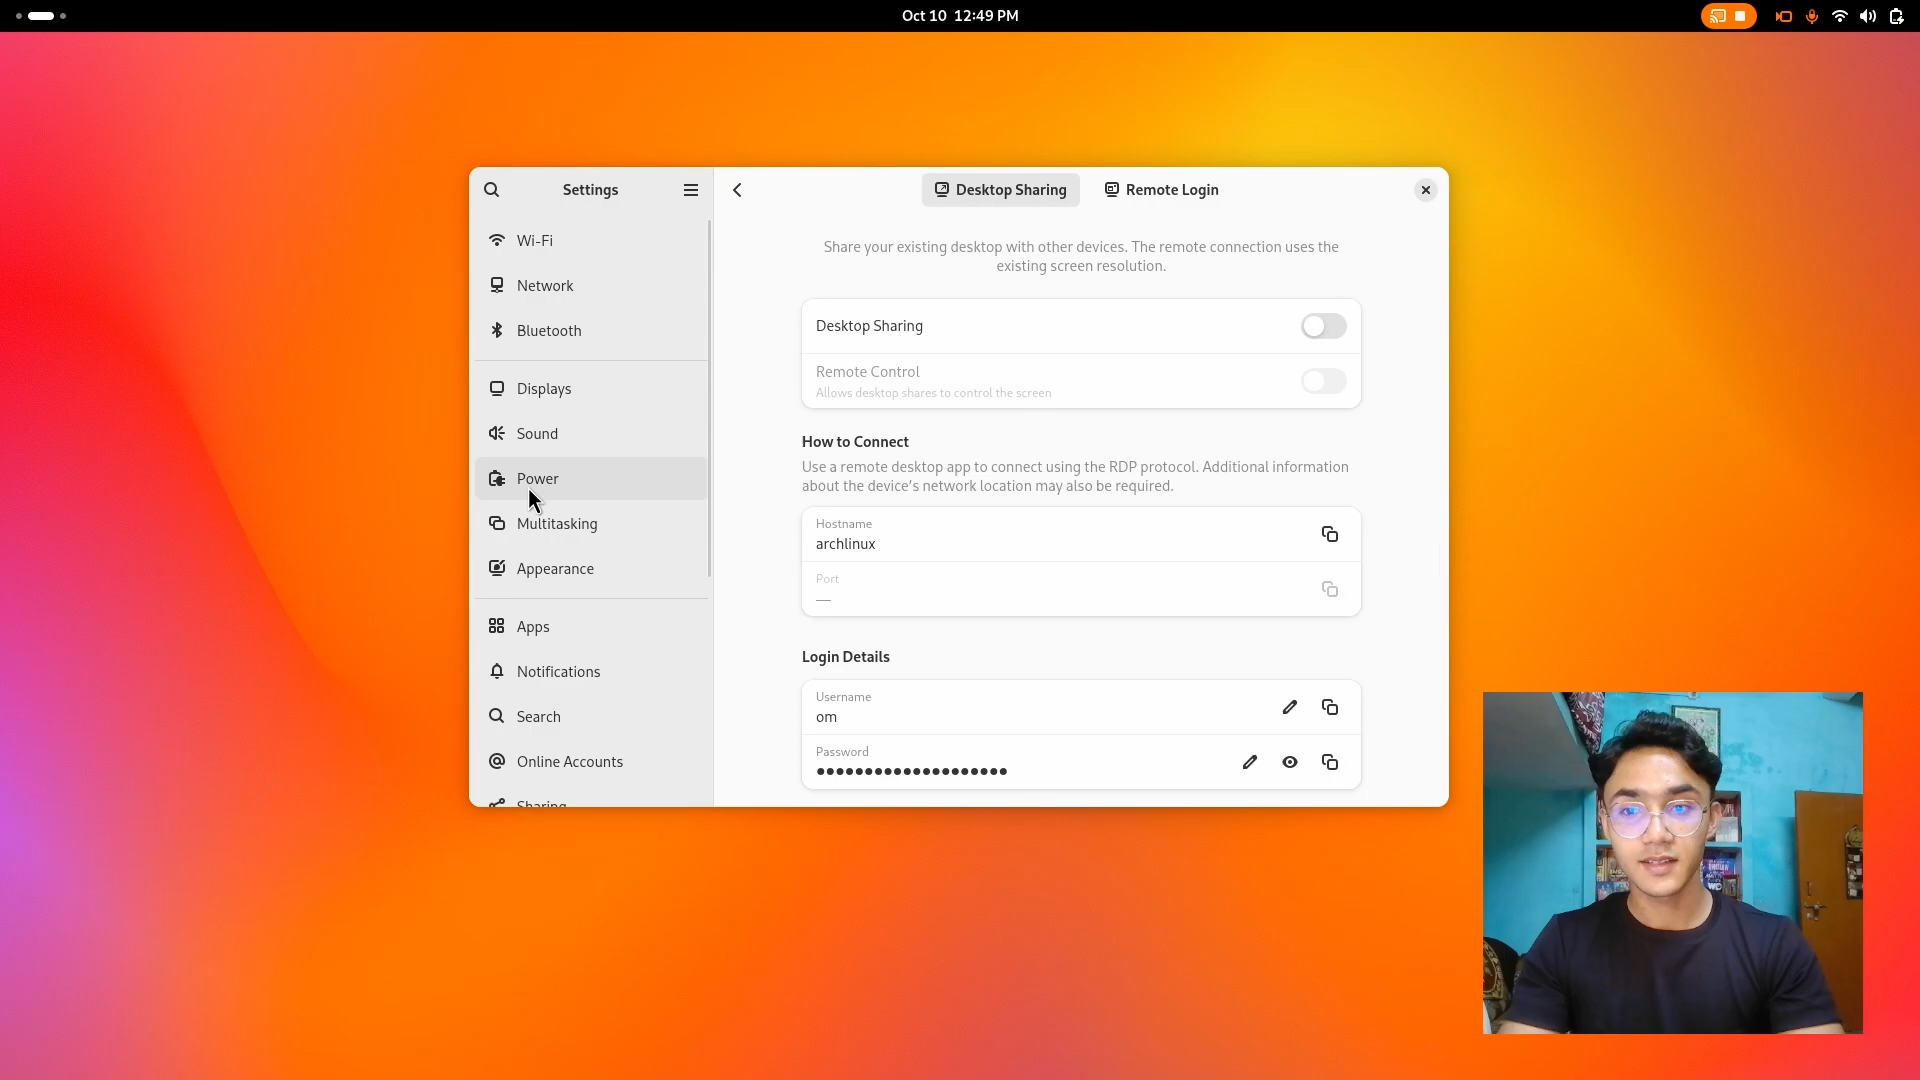 Oct 10 12:49 PM
Settings
Wi-Fi
Network
Bluetooth
Displays
Sound
Power
Multitasking
Appearance
Apps
Notifications
Search
Online Accounts
Sharing
Desktop Sharing
Remote Login
Share your existing desktop with other devices. The remote connection uses the
existing screen resolution.
Desktop Sharing
Remote Control
Allows desktop shares to control the screen
How to Connect
Use a remote desktop app to connect using the RDP protocol. Additional information
about the device’s network location may also be required.
Hostname
archlinux
Port
—
Login Details
Username
om
Password
●●●●●●●●●●●●●●●●●●●●